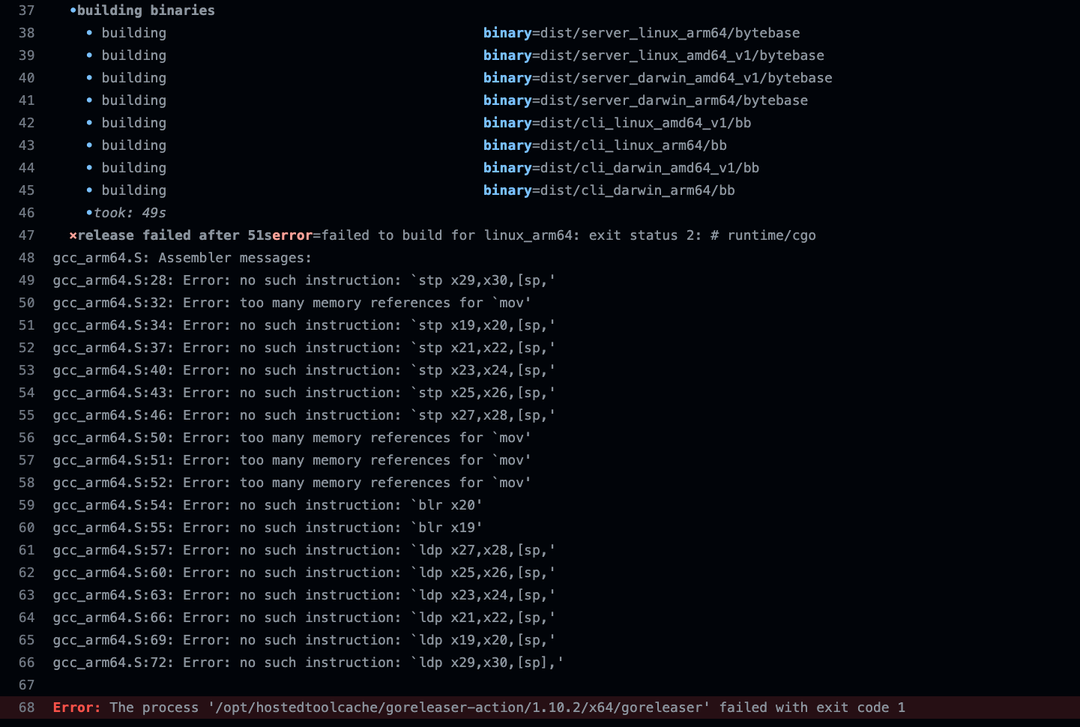 37 •building binaries
38 • building binary=dist/server_linux_arm64/bytebase
39 • building binary=dist/server_linux_amd64_v1/bytebase
40 • building binary=dist/server_darwin_amd64_v1/bytebase
41 • building binary=dist/server_darwin_arm64/bytebase
42 • building binary=dist/cli_linux_amd64_v1/bb
43 • building binary=dist/cli_linux_arm64/bb
44 • building binary=dist/cli_darwin_amd64_v1/bb
45 • building binary=dist/cli_darwin_arm64/bb
46 •took: 49s
47 ⨯release failed after 51serror=failed to build for linux_arm64: exit status 2: # runtime/cgo
48 gcc_arm64.S: Assembler messages:
49 gcc_arm64.S:28: Error: no such instruction: `stp x29,x30,[sp,'
50 gcc_arm64.S:32: Error: too many memory references for `mov'
51 gcc_arm64.S:34: Error: no such instruction: `stp x19,x20,[sp,'
52 gcc_arm64.S:37: Error: no such instruction: `stp x21,x22,[sp,'
53 gcc_arm64.S:40: Error: no such instruction: `stp x23,x24,[sp,'
54 gcc_arm64.S:43: Error: no such instruction: `stp x25,x26,[sp,'
55 gcc_arm64.S:46: Error: no such instruction: `stp x27,x28,[sp,'
56 gcc_arm64.S:50: Error: too many memory references for `mov'
57 gcc_arm64.S:51: Error: too many memory references for `mov'
58 gcc_arm64.S:52: Error: too many memory references for `mov'
59 gcc_arm64.S:54: Error: no such instruction: `blr x20'
60 gcc_arm64.S:55: Error: no such instruction: `blr x19'
61 gcc_arm64.S:57: Error: no such instruction: `ldp x27,x28,[sp,'
62 gcc_arm64.S:60: Error: no such instruction: `ldp x25,x26,[sp,'
63 gcc_arm64.S:63: Error: no such instruction: `ldp x23,x24,[sp,'
64 gcc_arm64.S:66: Error: no such instruction: `ldp x21,x22,[sp,'
65 gcc_arm64.S:69: Error: no such instruction: `ldp x19,x20,[sp,'
66 gcc_arm64.S:72: Error: no such instruction: `ldp x29,x30,[sp],'
67
68 Error: The process '/opt/hostedtoolcache/goreleaser-action/1.10.2/x64/goreleaser' failed with exit code 1